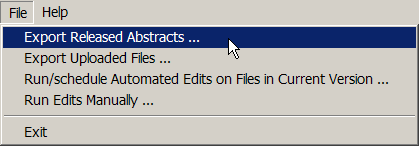 File Help
Export Released Abstracts ...
Export Uploaded Files ...
Run/schedule Automated Edits on Files in Current Version ...
Run Edits Manually ...
Exit